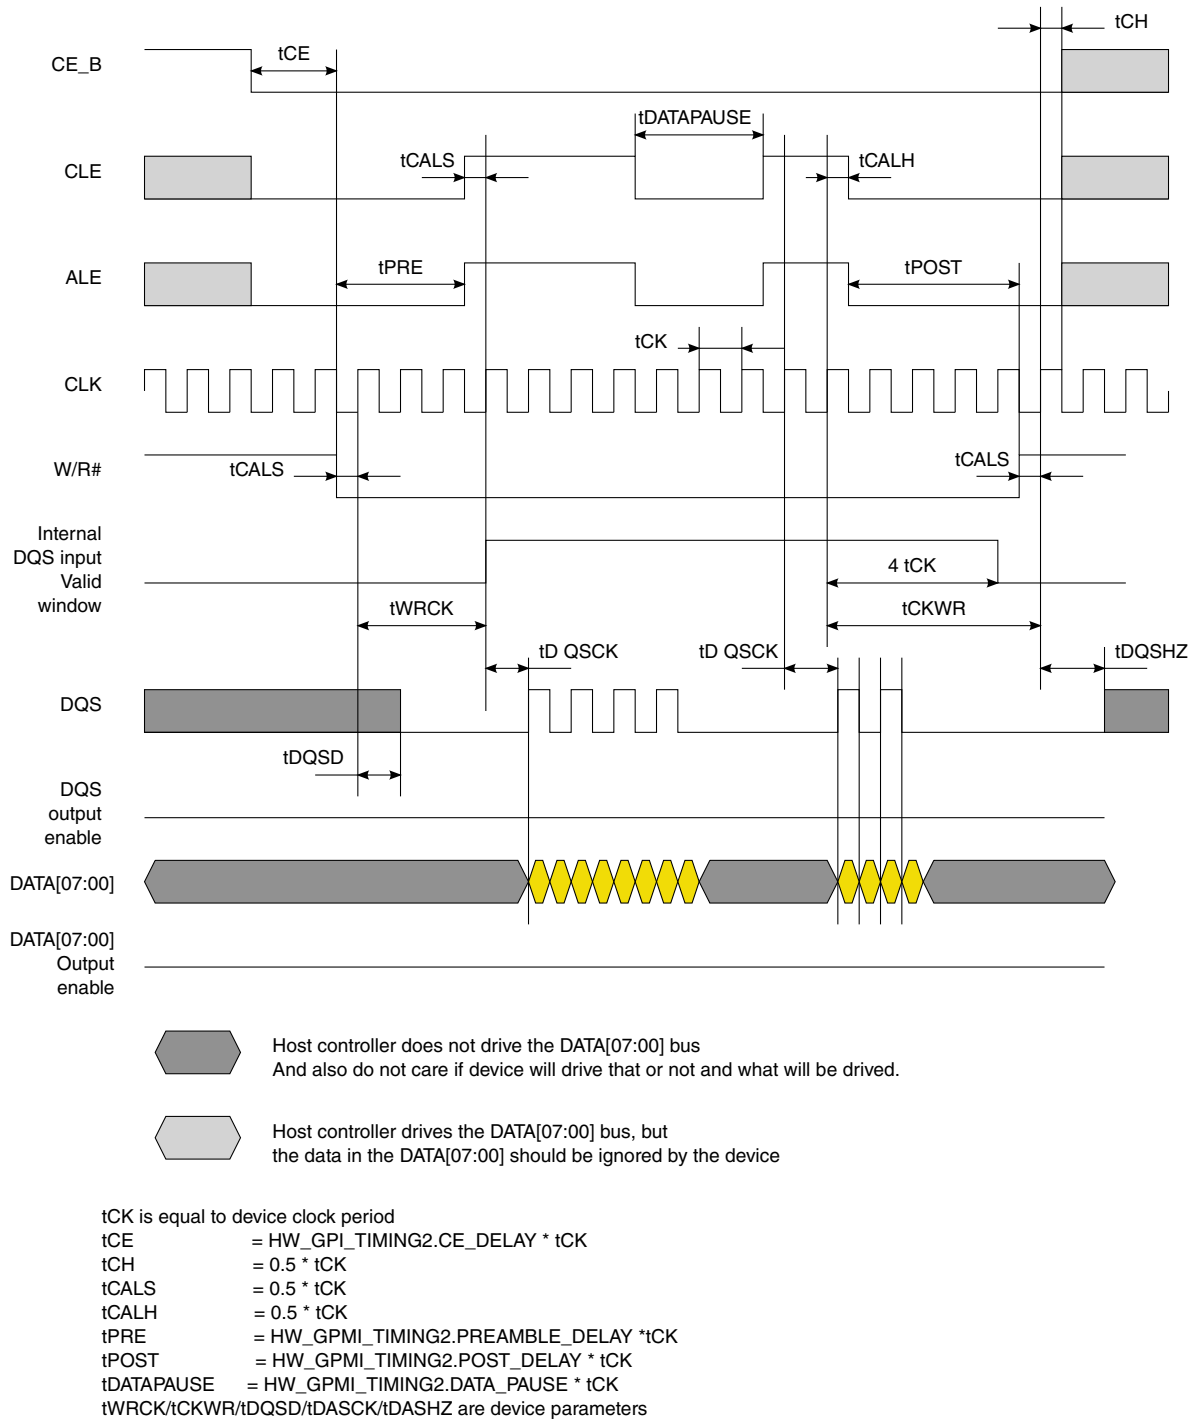 tCH
tCE
CE_B
tDATAPAUSE
tCALS
tCALH
CLE
tPRE
tPOST
ALE
tCK
CLK
W/R#
tCALS
tCALS
Internal
DQS input
Valid
window
4 tCK
tWRCK
tCKWR
tD QSCK
tD QSCK
tDQSHZ
DQS
tDQSD
DQS
output
enable
DATA[07:00]
DATA[07:00]
Output
enable
Host controller does not drive the DATA[07:00] bus
And also do not care if device will drive that or not and what will be drived.
Host controller drives the DATA[07:00] bus, but
the data in the DATA[07:00] should be ignored by the device
tCK is equal to device clock period
tCE = HW_GPI_TIMING2.CE_DELAY * tCK
tCH = 0.5 * tCK
tCALS = 0.5 * tCK
tCALH = 0.5 * tCK
tPRE = HW_GPMI_TIMING2.PREAMBLE_DELAY *tCK
tPOST = HW_GPMI_TIMING2.POST_DELAY * tCK
tDATAPAUSE = HW_GPMI_TIMING2.DATA_PAUSE * tCK
tWRCK/tCKWR/tDQSD/tDASCK/tDASHZ are device parameters